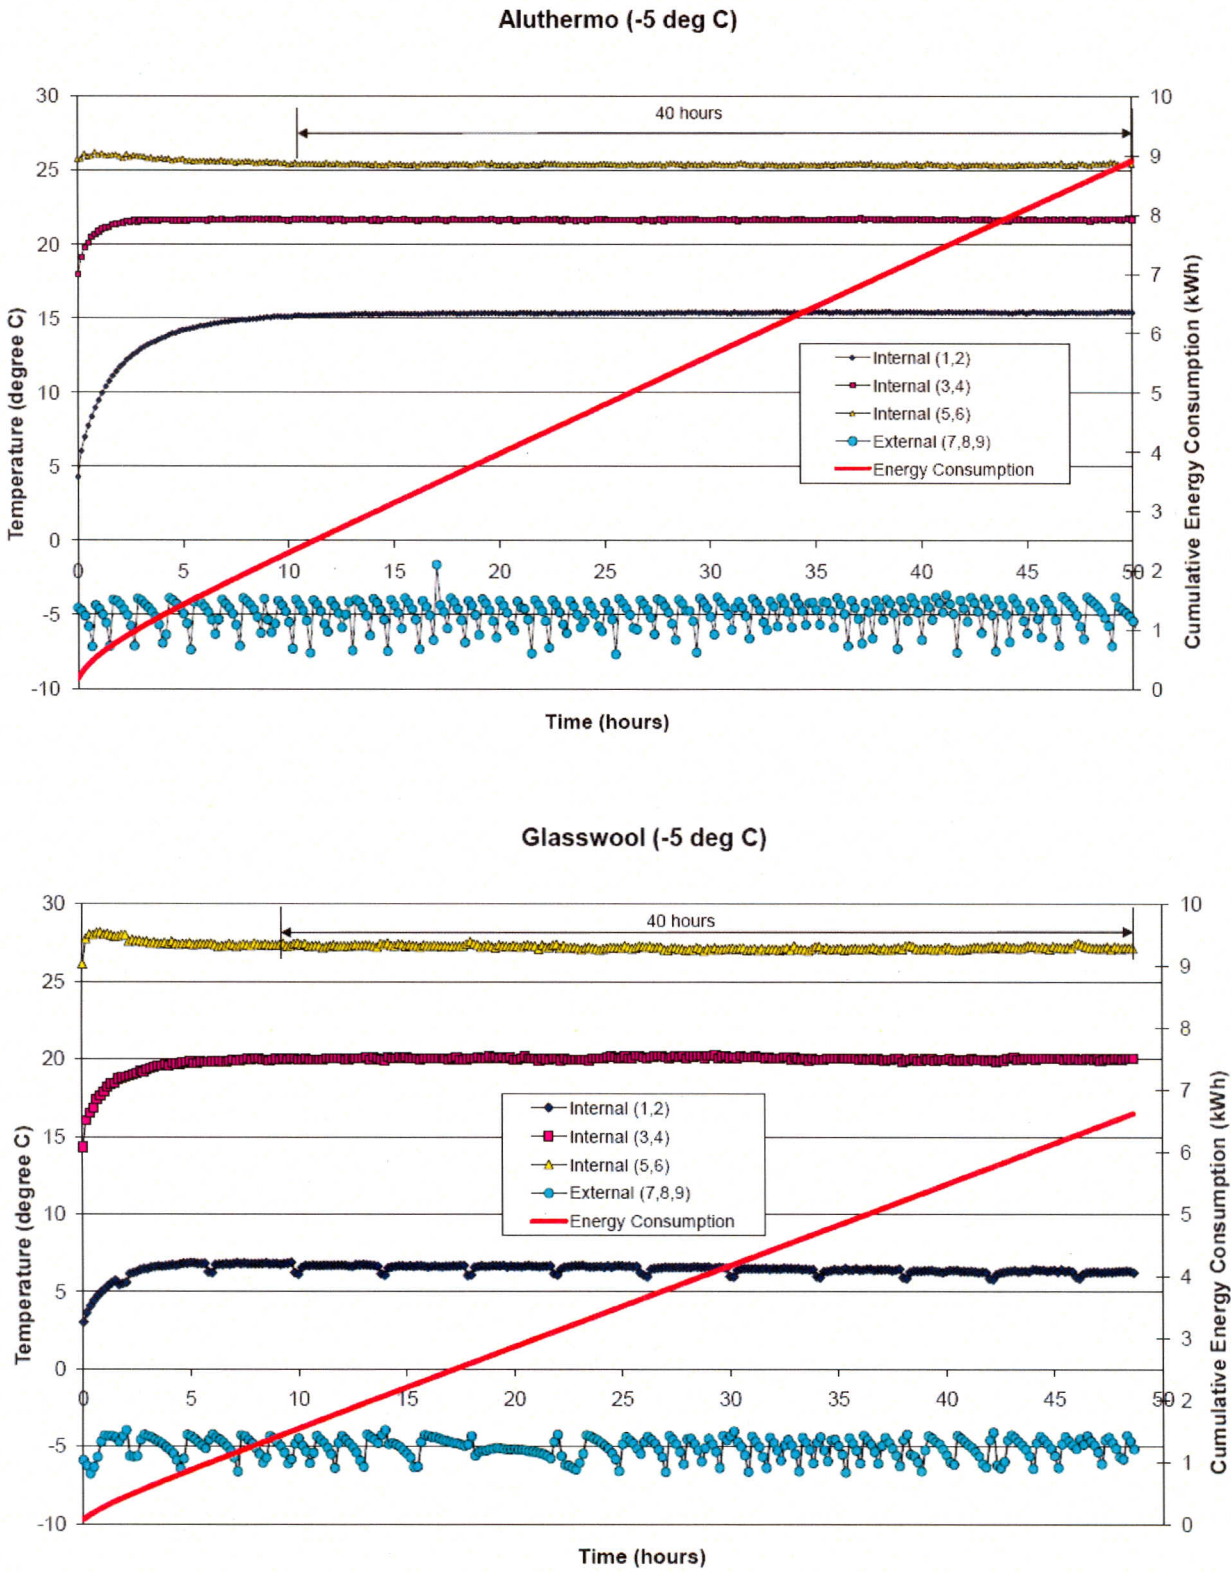 Aluthermo (-5 deg C)
30
25
20
15
10
5
0
-5
-10
10
9
8
7
6
5
4
3
2
1
0
0 5 10 15 20 25 30 35 40 45 50
40 hours
Internal (1,2)
Internal (3,4)
Internal (5,6)
External (7,8,9)
Energy Consumption
Temperature (degree C)
Cumulative Energy Consumption (kWh)
Time (hours)
Glasswool (-5 deg C)
30
25
20
15
10
5
0
-5
-10
10
9
8
7
6
5
4
3
2
1
0
0 5 10 15 20 25 30 35 40 45 50
40 hours
Internal (1,2)
Internal (3,4)
Internal (5,6)
External (7,8,9)
Energy Consumption
Temperature (degree C)
Cumulative Energy Consumption (kWh)
Time (hours)